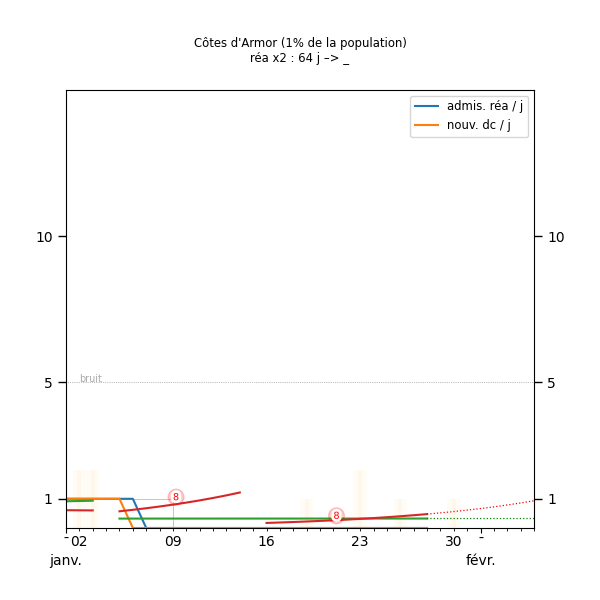 Côtes d'Armor (1% de la population)
réa x2 : 64 j –> _
admis. réa / j
nouv. dc / j
10
10
bruit
5
5
8
8
1
1
02
09
16
23
30
-
janv.
févr.